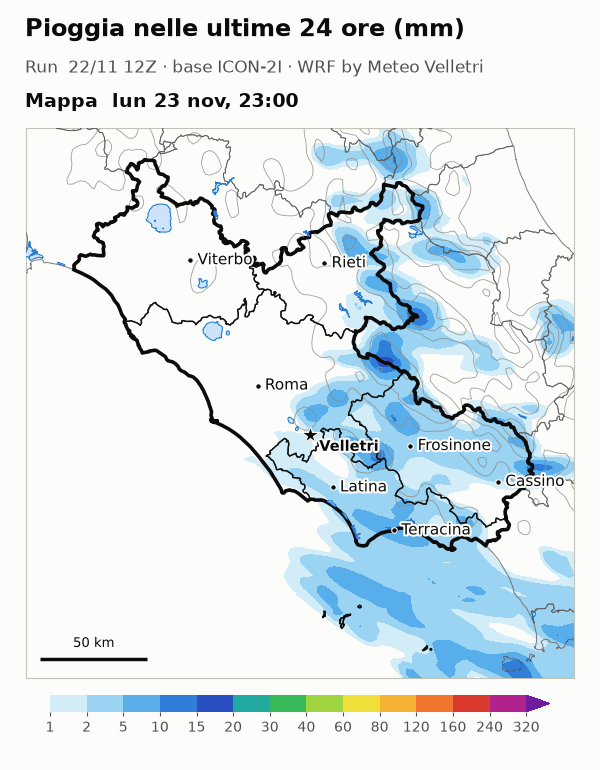 Pioggia nelle ultime 24 ore (mm)
Run  22/11 12Z · base ICON-2I · WRF by Meteo Velletri
Mappa  lun 23 nov, 23:00
Viterbo
Rieti
Roma
Velletri
Frosinone
Cassino
Latina
Terracina
50 km
1 2 5 10 15 20 30 40 60 80 120 160 240 320